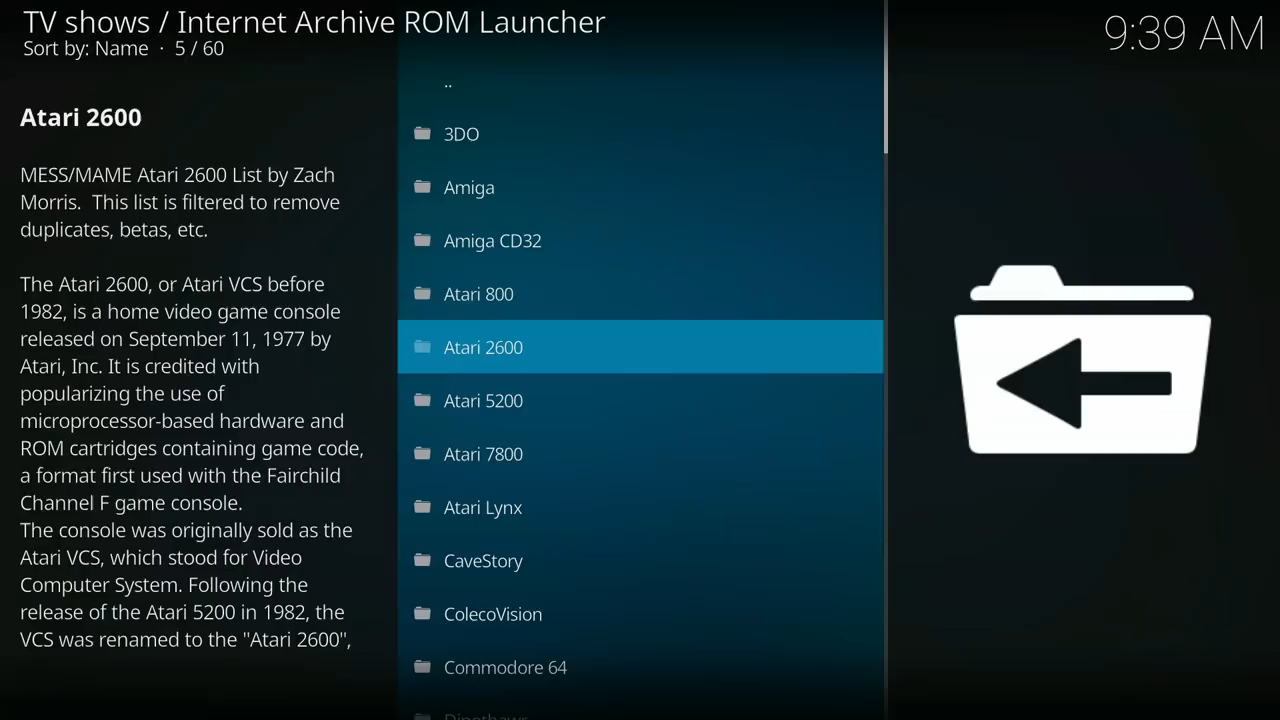 TV shows / Internet Archive ROM Launcher
Sort by: Name · 5 / 60
9:39 AM
Atari 2600
MESS/MAME Atari 2600 List by Zach
Morris.  This list is filtered to remove
duplicates, betas, etc.
The Atari 2600, or Atari VCS before
1982, is a home video game console
released on September 11, 1977 by
Atari, Inc. It is credited with
popularizing the use of
microprocessor-based hardware and
ROM cartridges containing game code,
a format first used with the Fairchild
Channel F game console.
The console was originally sold as the
Atari VCS, which stood for Video
Computer System. Following the
release of the Atari 5200 in 1982, the
VCS was renamed to the "Atari 2600",
..
3DO
Amiga
Amiga CD32
Atari 800
Atari 2600
Atari 5200
Atari 7800
Atari Lynx
CaveStory
ColecoVision
Commodore 64